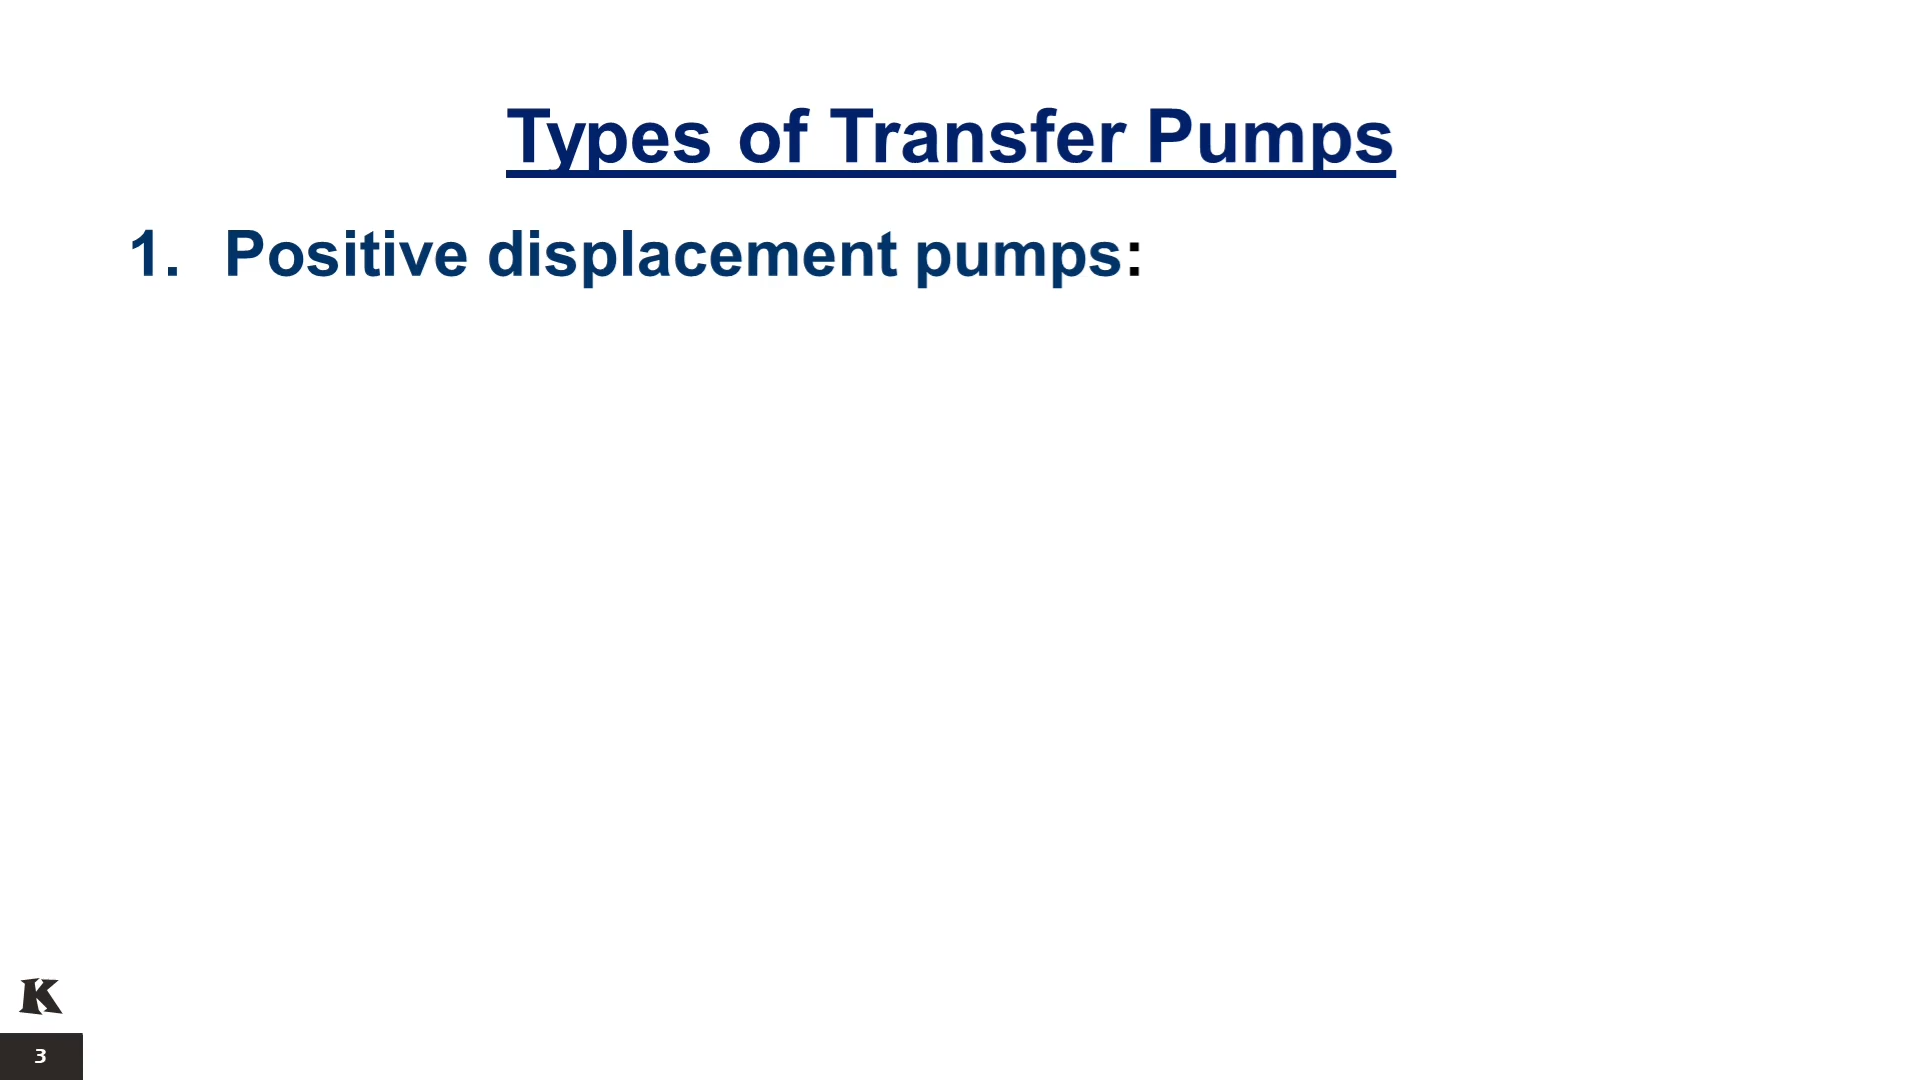 Types of Transfer Pumps
1. Positive displacement pumps:
K
3